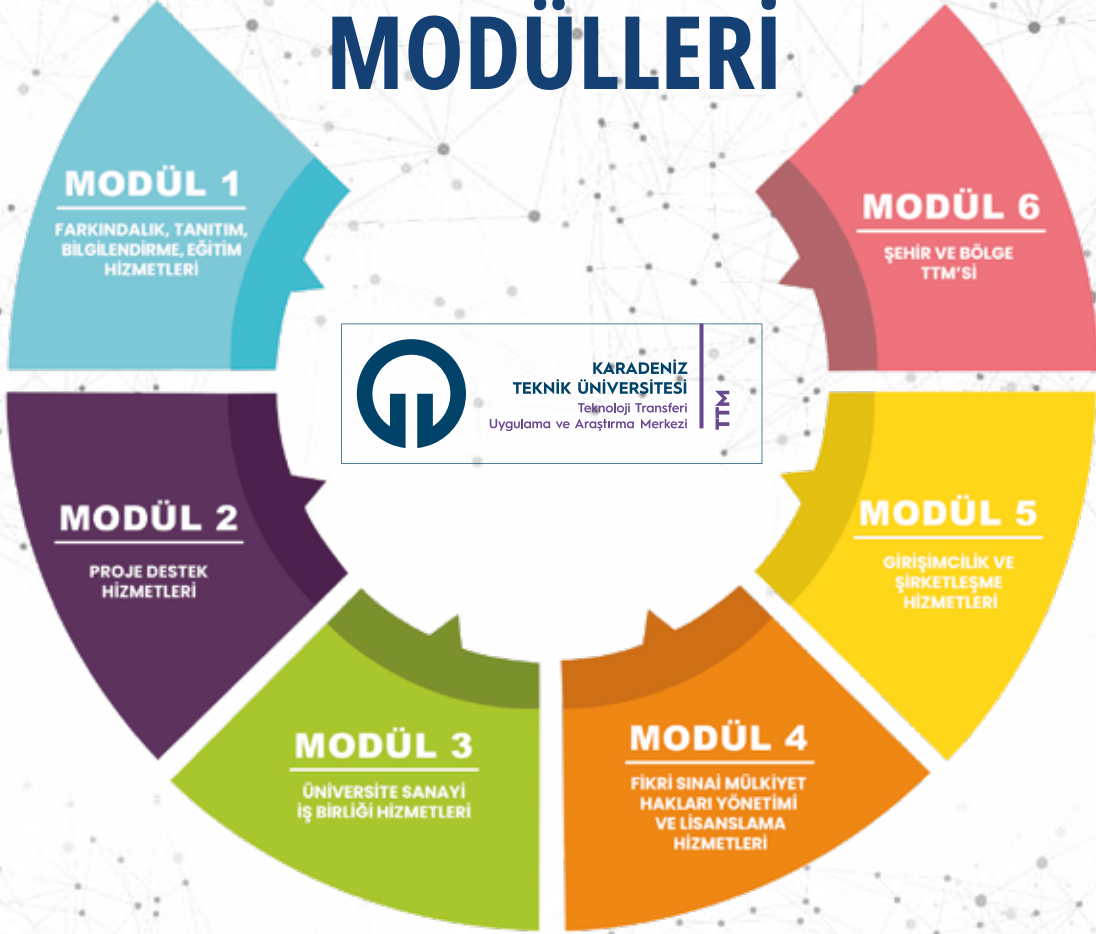 MODÜLLERİ
MODÜL 1
FARKINDALIK, TANITIM,
BİLGİLENDİRME, EĞİTİM
HİZMETLERİ
MODÜL 2
PROJE DESTEK
HİZMETLERİ
MODÜL 3
ÜNİVERSİTE SANAYİ
İŞ BİRLİĞİ HİZMETLERİ
MODÜL 4
FİKRİ SINAİ MÜLKİYET
HAKLARI YÖNETİMİ
VE LİSANSLAMA
HİZMETLERİ
MODÜL 5
GİRİŞİMCİLİK VE
ŞİRKETLEŞME
HİZMETLERİ
MODÜL 6
ŞEHİR VE BÖLGE
TTM'Sİ
KARADENİZ
TEKNİK ÜNİVERSİTESİ
Teknoloji Transferi
Uygulama ve Araştırma Merkezi
TTM